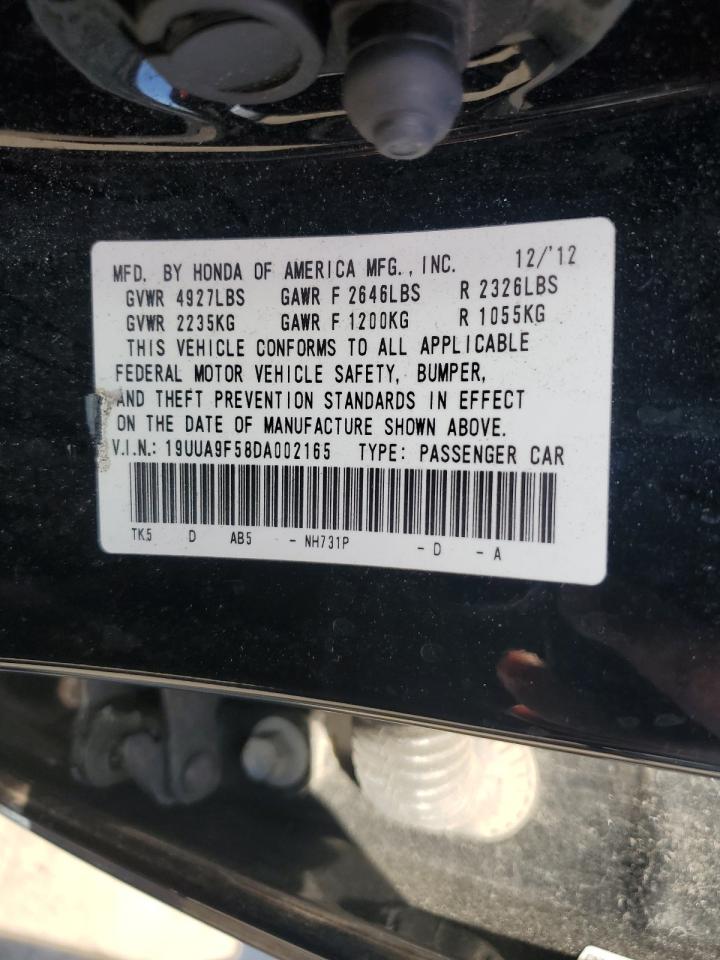 MFD. BY HONDA OF AMERICA MFG., INC. 12/'12
GVWR 4927LBS GAWR F 2646LBS R 2326LBS
GVWR 2235KG GAWR F 1200KG R 1055KG
THIS VEHICLE CONFORMS TO ALL APPLICABLE
FEDERAL MOTOR VEHICLE SAFETY, BUMPER,
AND THEFT PREVENTION STANDARDS IN EFFECT
ON THE DATE OF MANUFACTURE SHOWN ABOVE.
V.I.N.: 19UUA9F58DA002165 TYPE: PASSENGER CAR
TK5 D AB5 - NH731P - D - A